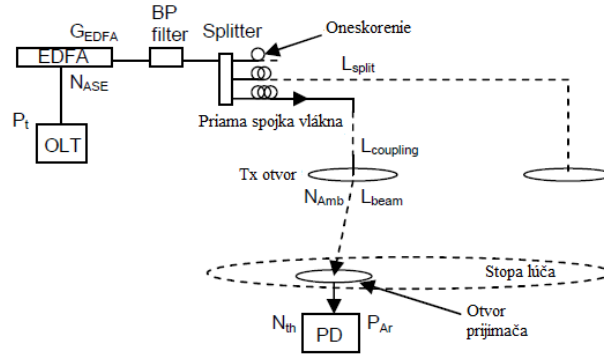 BP
filter
G_EDFA
Splitter
Oneskorenie
EDFA
L_split
N_ASE
P_t
OLT
Priama spojka vlákna
L_coupling
Tx otvor
N_Amb
L_beam
Stopa lúča
Otvor
prijímača
N_th
PD
P_Ar